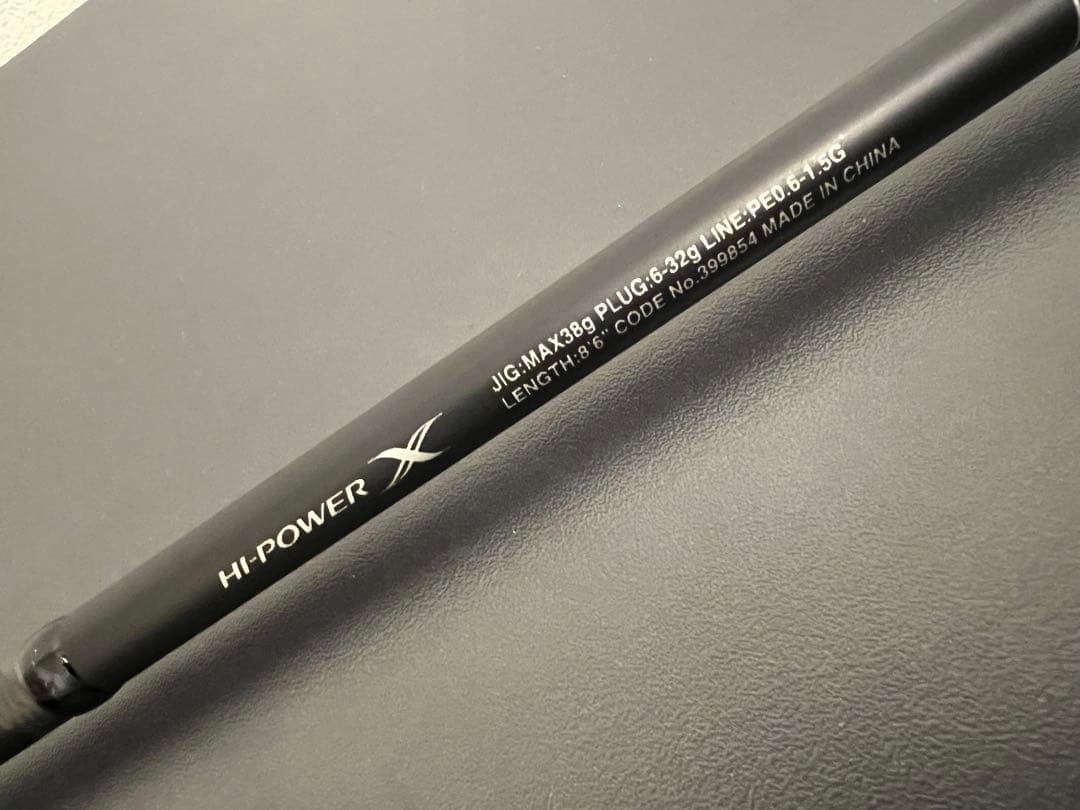 HI-POWER X
JIG:MAX38g PLUG:6-32g LINE:PE0.6-1.5G
LENGTH:8'6" CODE No.399854 MADE IN CHINA